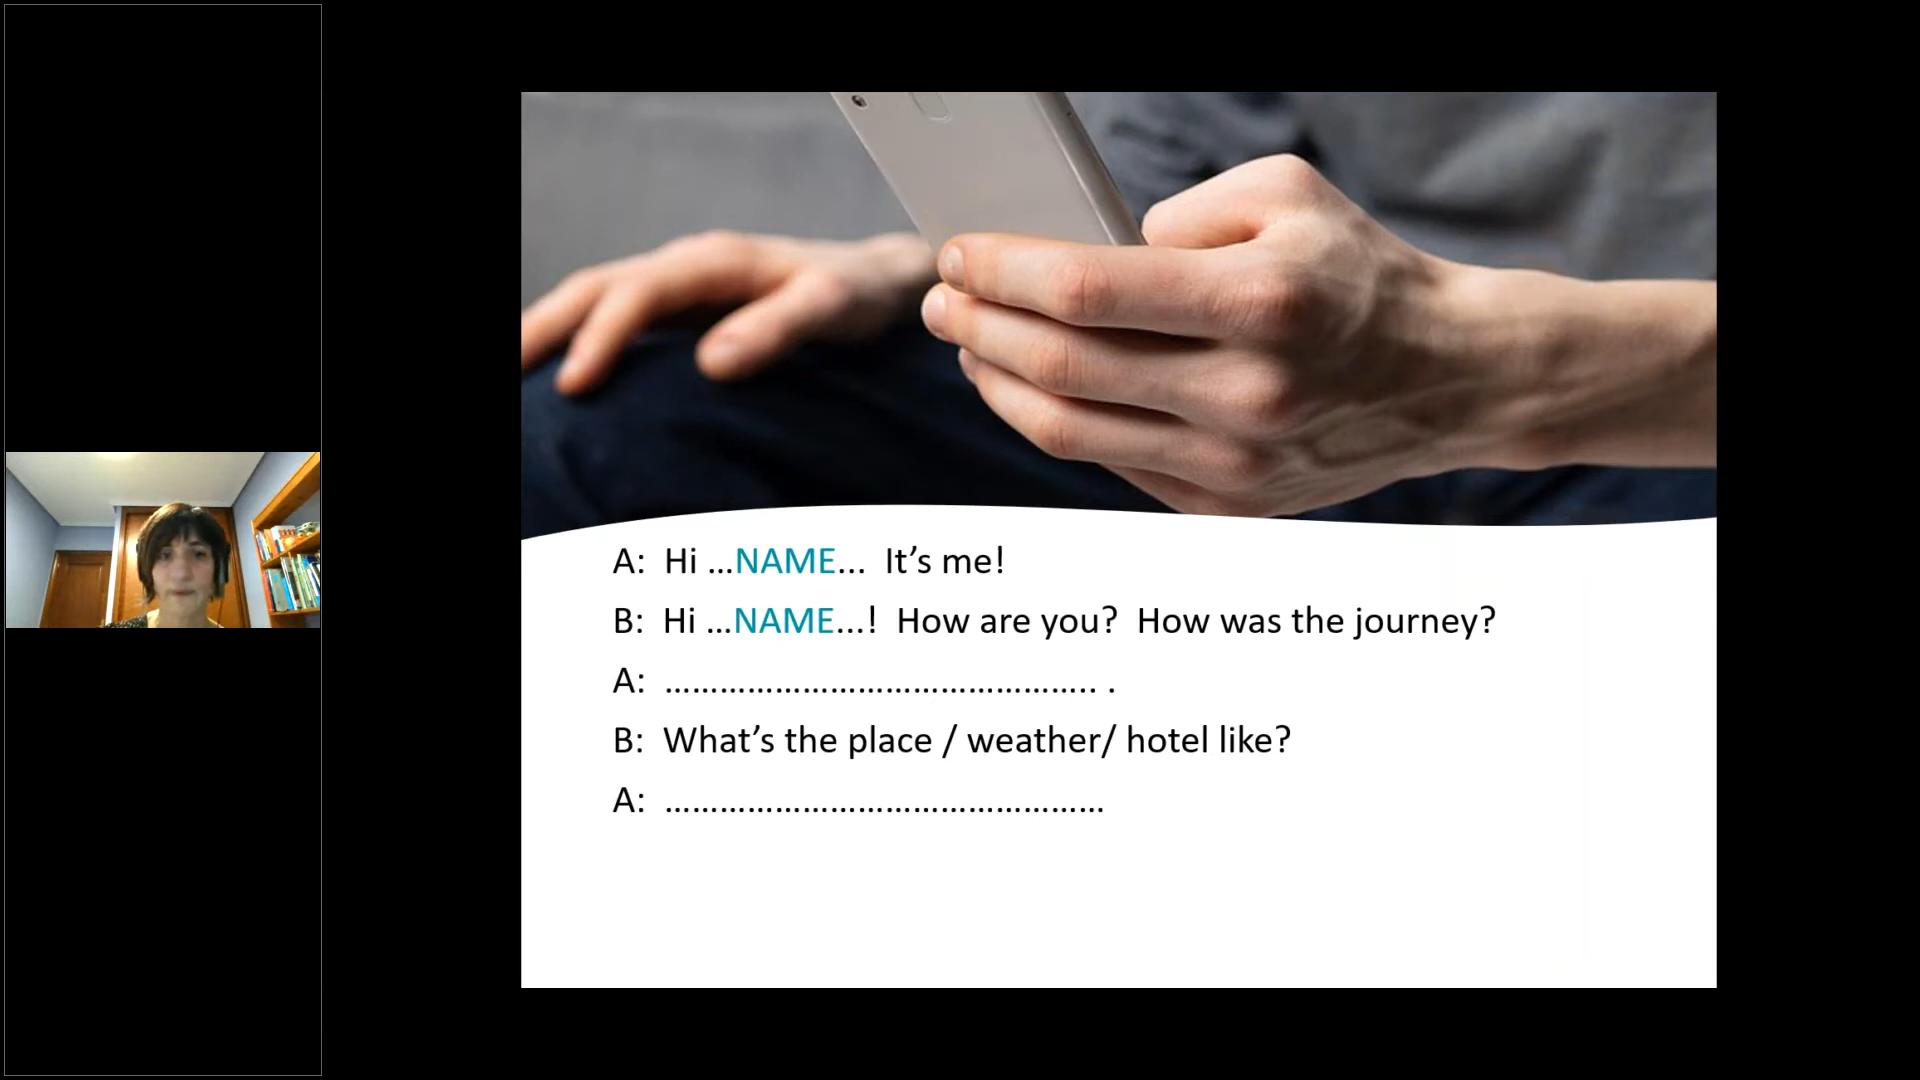 A: Hi ...NAME... It’s me!
B: Hi ...NAME...! How are you? How was the journey?
A: ……………………………………….. .
B: What’s the place / weather/ hotel like?
A: …………………………………………